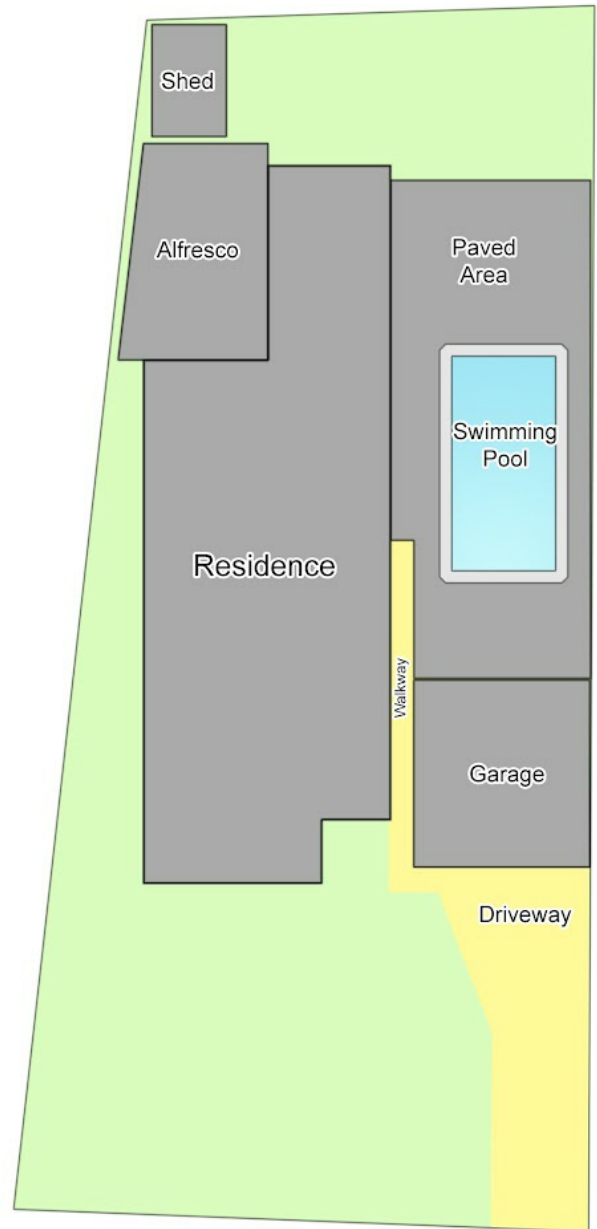 Shed
Alfresco
Paved
Area
Swimming
Pool
Residence
Walkway
Garage
Driveway